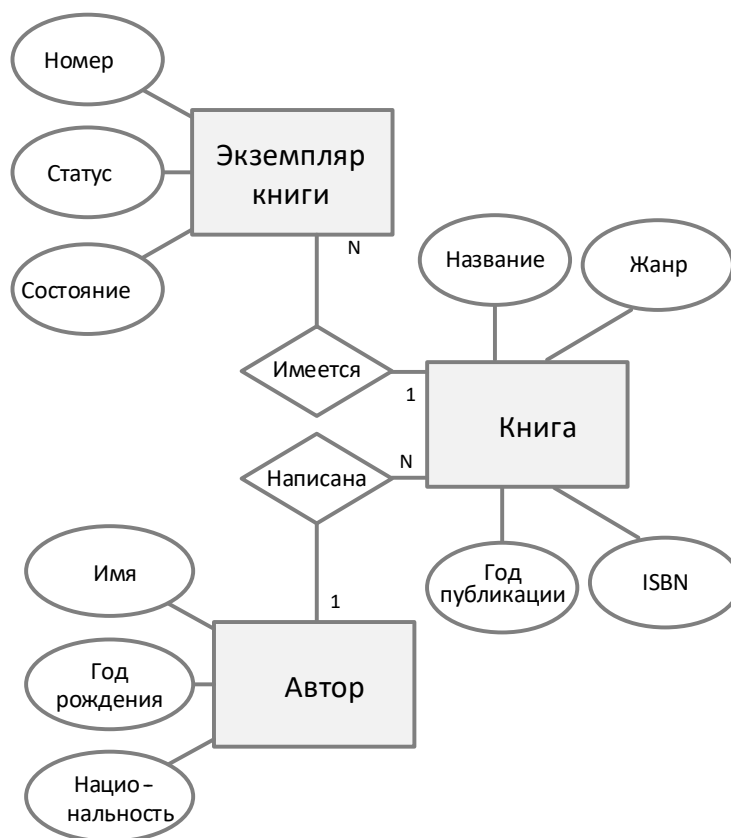 Номер
Экземпляр
книги
Статус
Состояние
N
Название
Жанр
Имеется
1
Книга
Написана
N
Год
публикации
ISBN
Имя
1
Автор
Год
рождения
Нацио-
нальность